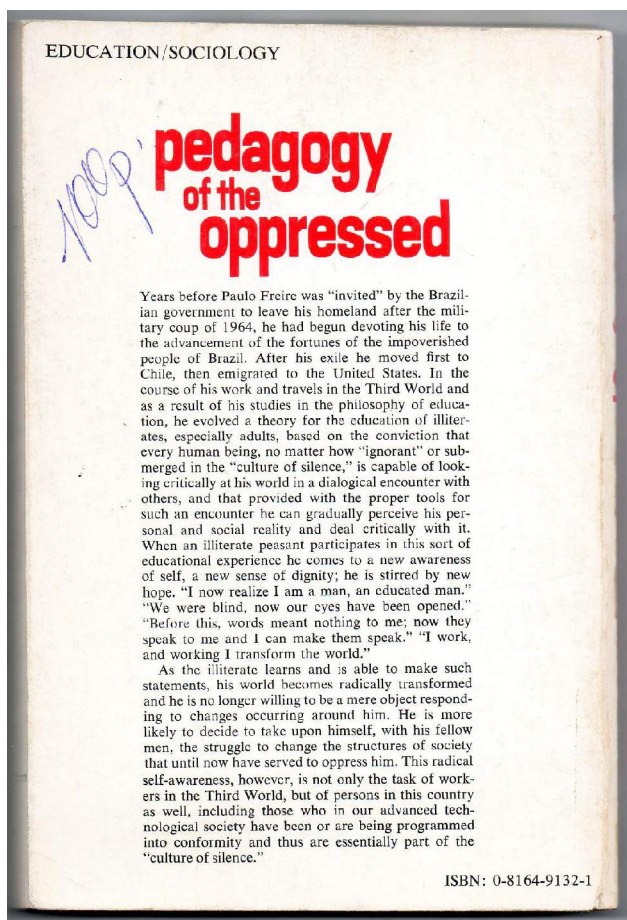 EDUCATION/SOCIOLOGY
100p
pedagogy
of the
oppressed
Years before Paulo Freire was “invited” by the Brazil-
ian government to leave his homeland after the mili-
tary coup of 1964, he had begun devoting his life to
the advancement of the fortunes of the impoverished
people of Brazil. After his exile he moved first to
Chile, then emigrated to the United States. In the
course of his work and travels in the Third World and
as a result of his studies in the philosophy of educa-
tion, he evolved a theory for the education of illiter-
ates, especially adults, based on the conviction that
every human being, no matter how “ignorant” or sub-
merged in the “culture of silence,” is capable of look-
ing critically at his world in a dialogical encounter with
others, and that provided with the proper tools for
such an encounter he can gradually perceive his per-
sonal and social reality and deal critically with it.
When an illiterate peasant participates in this sort of
educational experience he comes to a new awareness
of self, a new sense of dignity; he is stirred by new
hope. “I now realize I am a man, an educated man.”
“We were blind, now our eyes have been opened.”
“Before this, words meant nothing to me; now they
speak to me and I can make them speak.” “I work,
and working I transform the world.”
As the illiterate learns and is able to make such
statements, his world becomes radically transformed
and he is no longer willing to be a mere object respond-
ing to changes occurring around him. He is more
likely to decide to take upon himself, with his fellow
men, the struggle to change the structures of society
that until now have served to oppress him. This radical
self-awareness, however, is not only the task of work-
ers in the Third World, but of persons in this country
as well, including those who in our advanced tech-
nological society have been or are being programmed
into conformity and thus are essentially part of the
“culture of silence.”
ISBN: 0-8164-9132-1